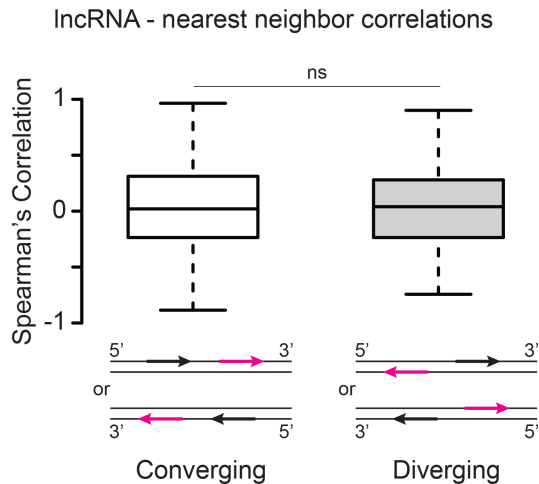 lncRNA - nearest neighbor correlations
ns
Spearman's Correlation
1
0
-1
5’ 3’ 5’ 3’
or or
3’ 5’ 3’ 5’
Converging Diverging